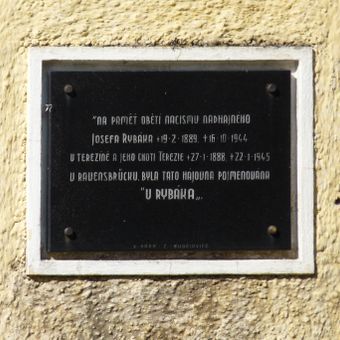 "NA PAMĚŤ OBĚTÍ NACISMU NADHAJNÉHO
JOSEFA RYBÁKA *19·2· 1889, +16·10·1944
V TEREZÍNĚ A JEHO CHOTI TEREZIE *27·1·1888, +22·1·1945
V RAVENSBRÜCKU, BYLA TATO HÁJOVNA POJMENOVÁNA
"U RYBÁKA„.